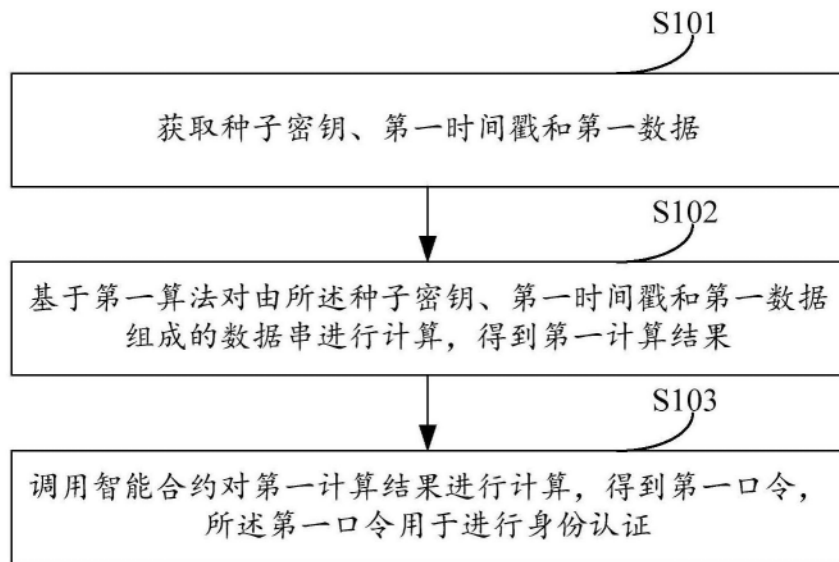 S101
获取种子密钥、第一时间戳和第一数据
S102
基于第一算法对由所述种子密钥、第一时间戳和第一数据
组成的数据串进行计算，得到第一计算结果
S103
调用智能合约对第一计算结果进行计算，得到第一口令，
所述第一口令用于进行身份认证